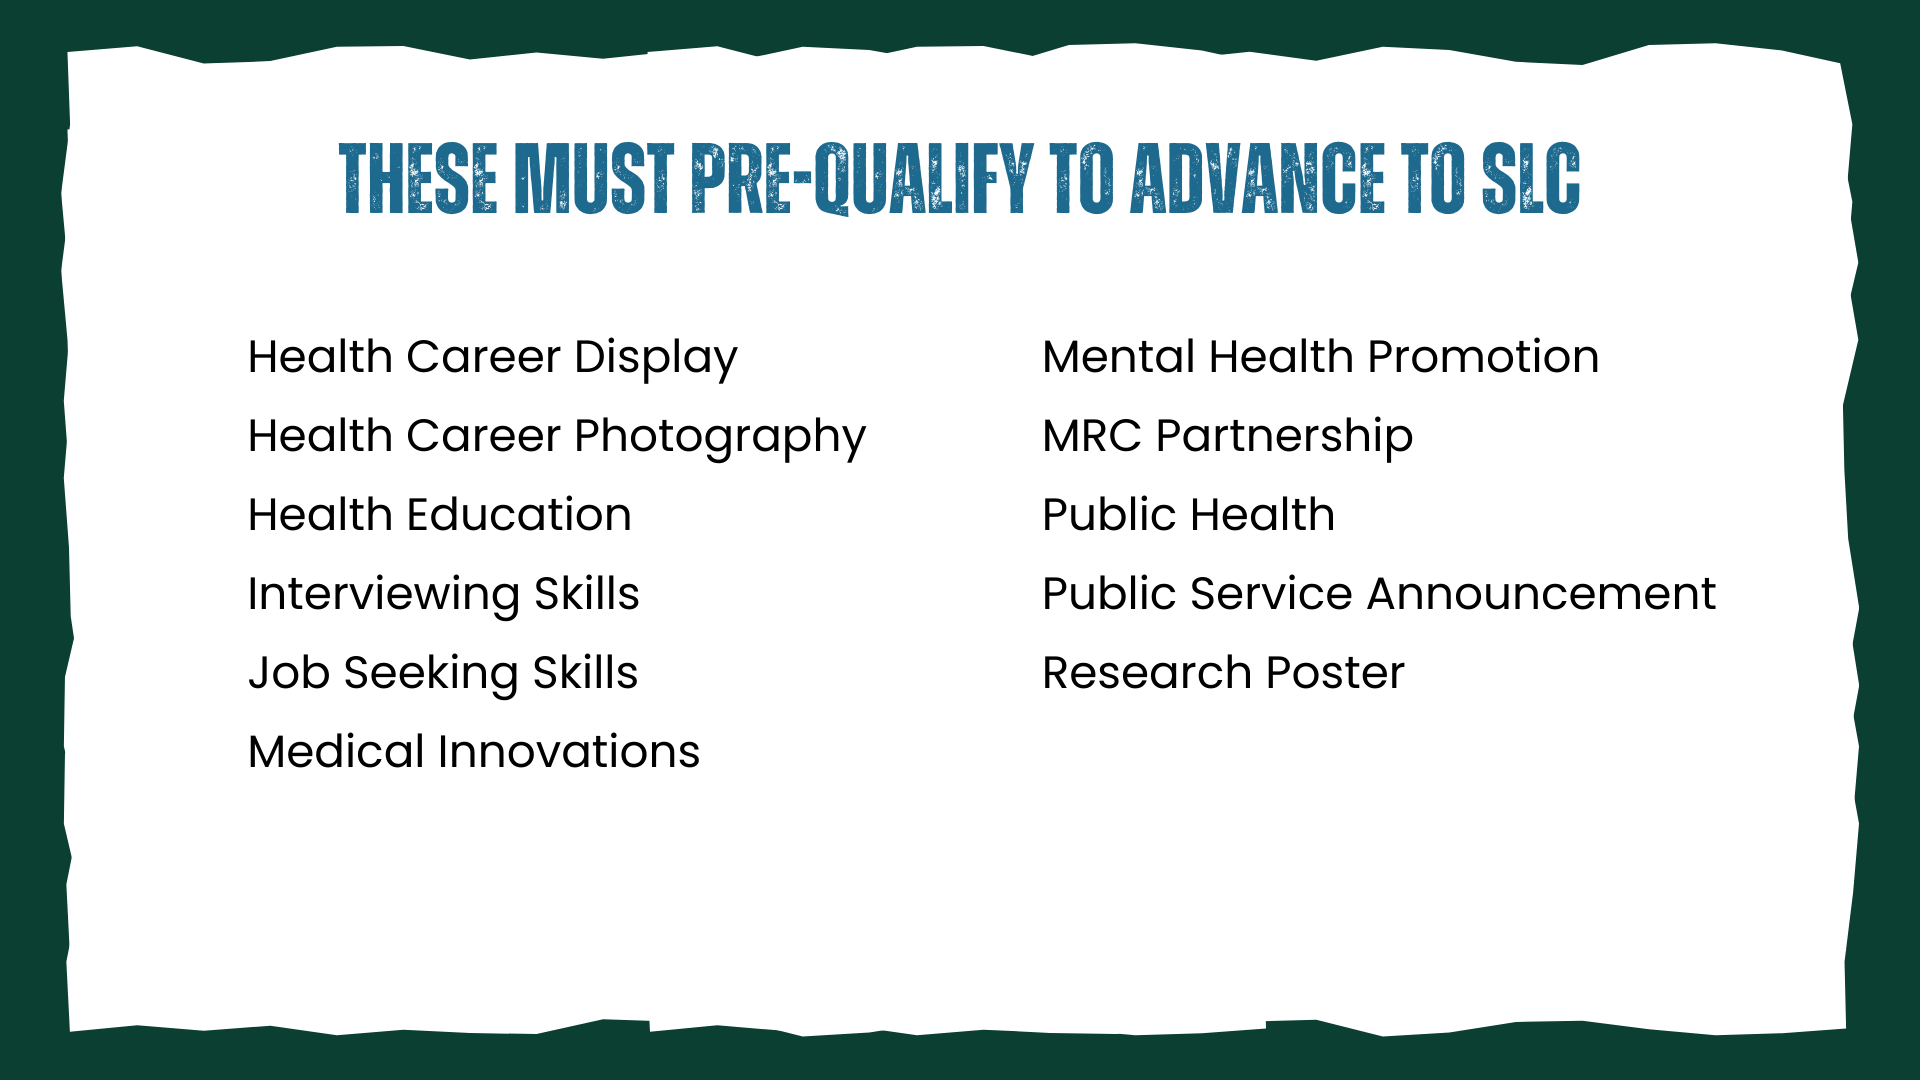 THESE MUST PRE-QUALIFY TO ADVANCE TO SLC
Health Career Display
Health Career Photography
Health Education
Interviewing Skills
Job Seeking Skills
Medical Innovations
Mental Health Promotion
MRC Partnership
Public Health
Public Service Announcement
Research Poster